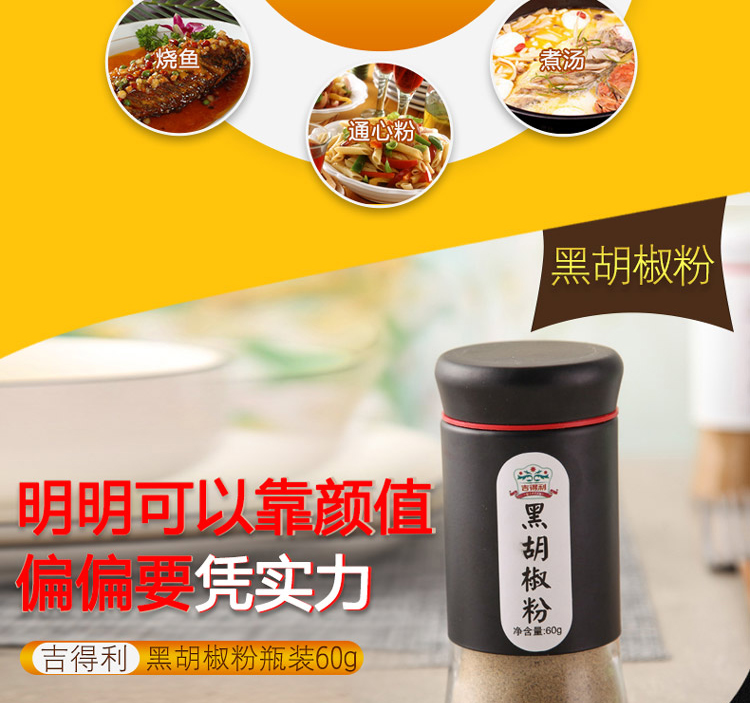 烧鱼
煮汤
通心粉
黑胡椒粉
吉得利
黑胡椒粉
净含量:60g
明明可以靠颜值
偏偏要凭实力
吉得利 黑胡椒粉瓶装60g